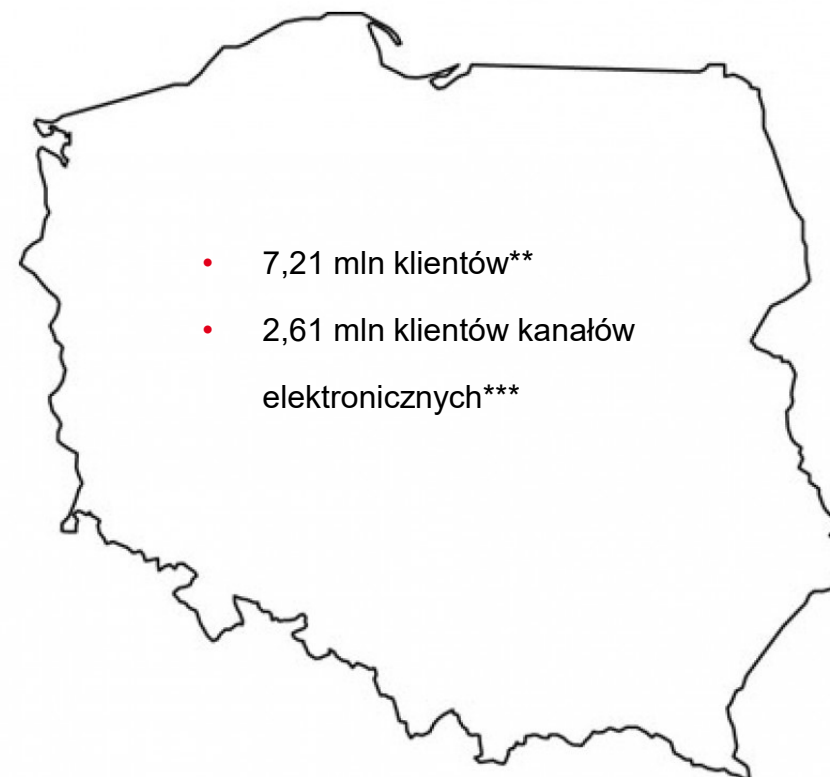 • 7,21 mln klientów**
• 2,61 mln klientów kanałów
elektronicznych***